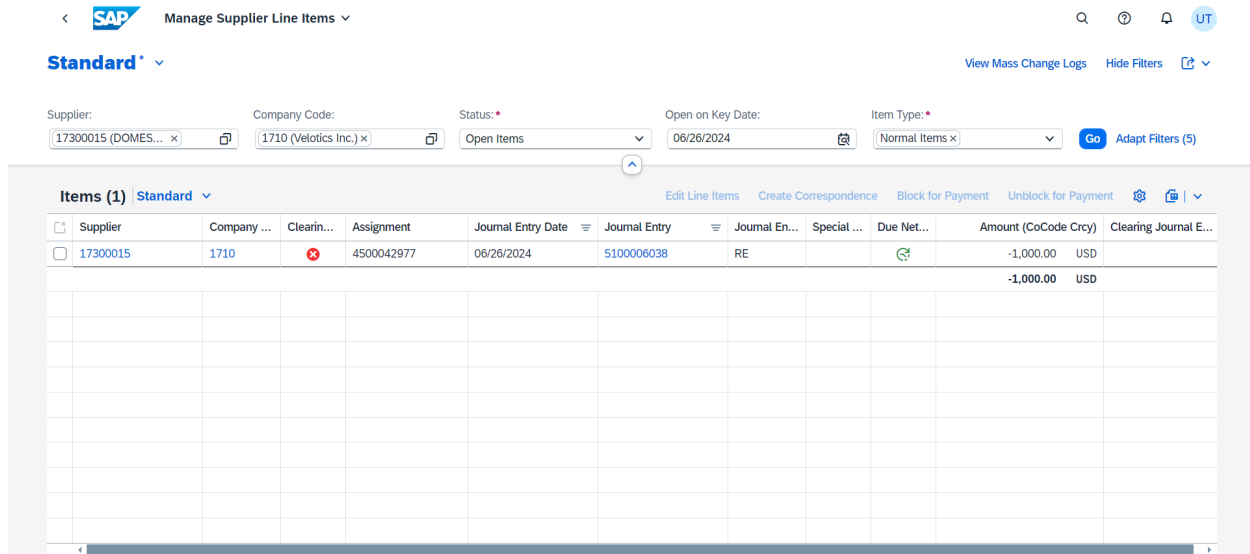 SAP Manage Supplier Line Items UT
Standard* View Mass Change Logs Hide Filters
Supplier: Company Code: Status:* Open on Key Date: Item Type:*
17300015 (DOMES... 1710 (Velotics Inc.) Open Items 06/26/2024 Normal Items Go Adapt Filters (5)
Items (1) Standard Edit Line Items Create Correspondence Block for Payment Unblock for Payment
Supplier Company ... Clearin... Assignment Journal Entry Date Journal Entry Journal En... Special ... Due Net... Amount (CoCode Crcy) Clearing Journal E...
17300015 1710 4500042977 06/26/2024 5100006038 RE -1,000.00 USD
-1,000.00 USD